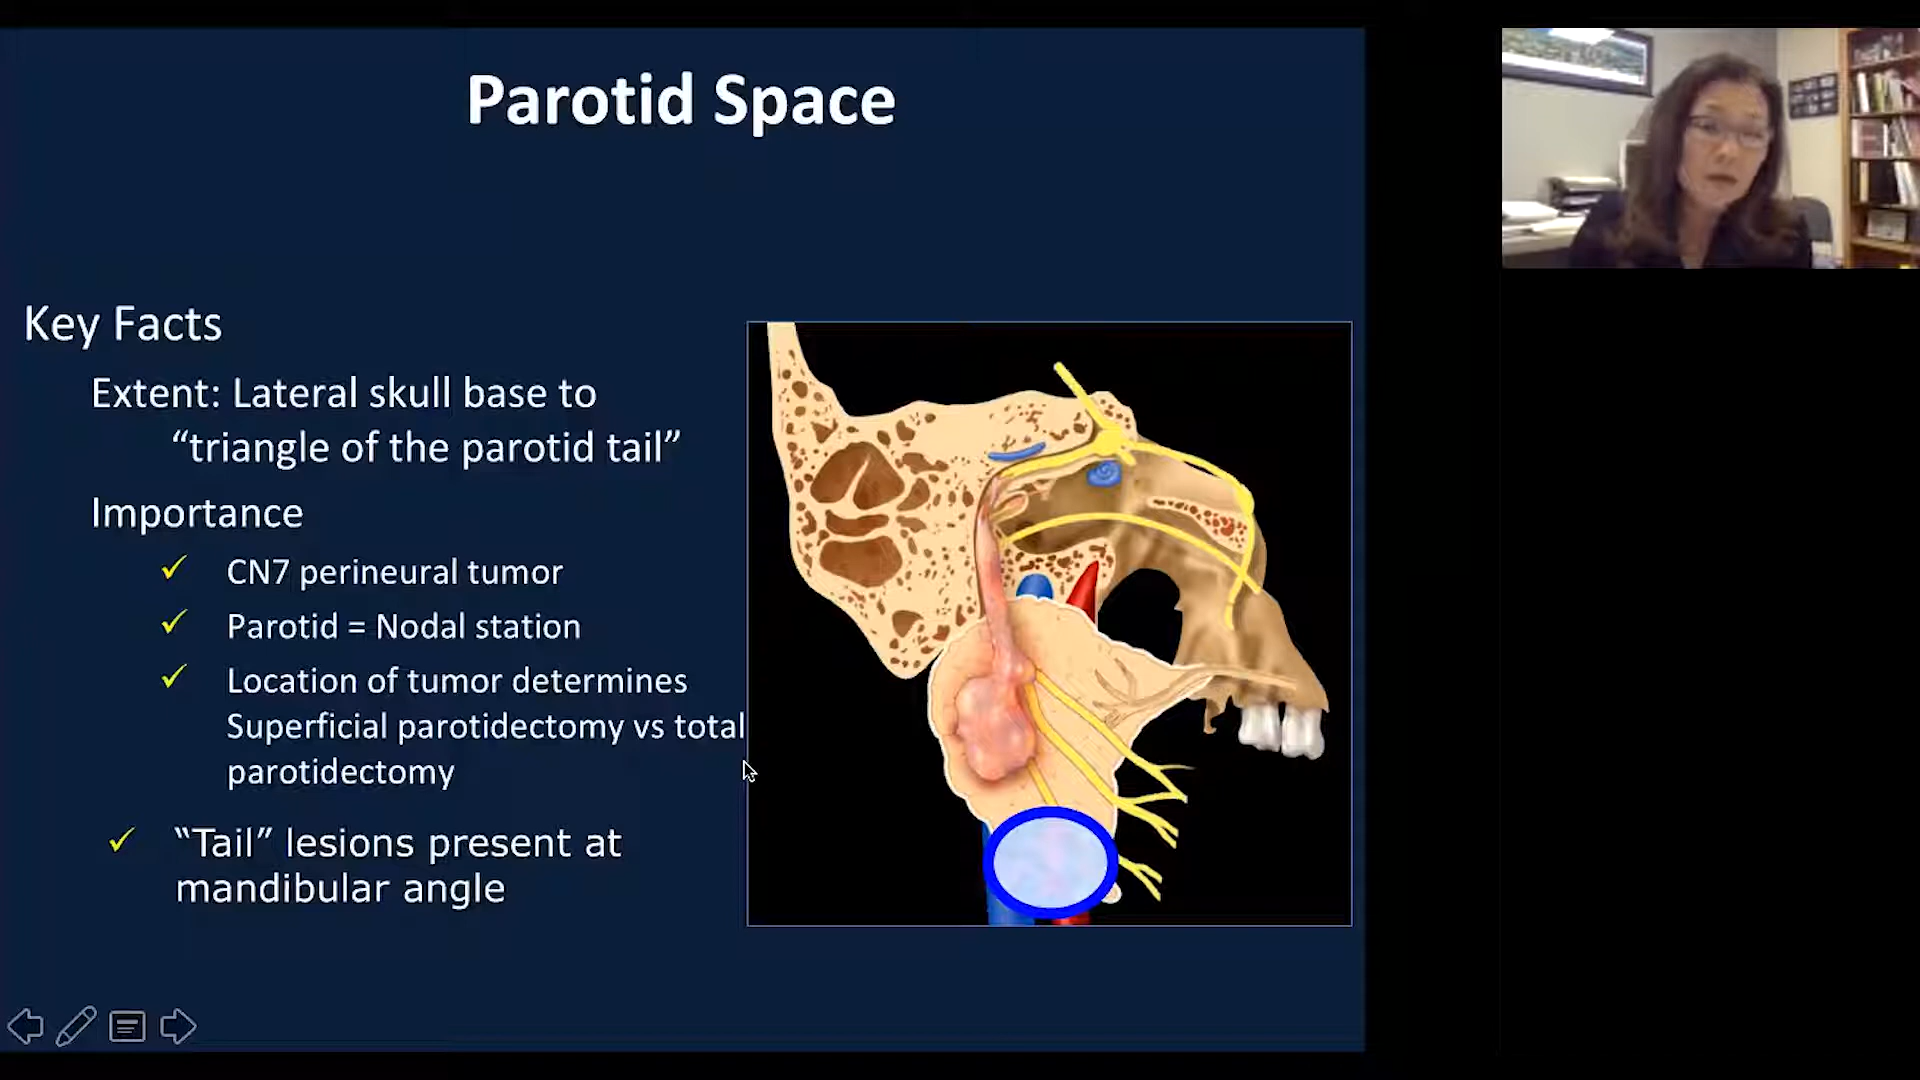 Parotid Space
Key Facts
Extent: Lateral skull base to
“triangle of the parotid tail”
Importance
✓ CN7 perineural tumor
✓ Parotid = Nodal station
✓ Location of tumor determines
Superficial parotidectomy vs total
parotidectomy
✓ “Tail” lesions present at
mandibular angle